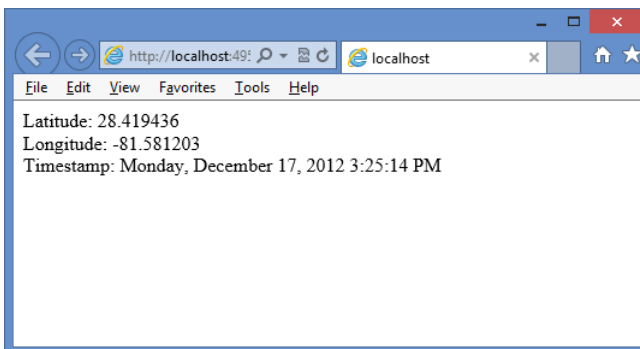 http://localhost:49
localhost
File Edit View Favorites Tools Help
Latitude: 28.419436
Longitude: -81.581203
Timestamp: Monday, December 17, 2012 3:25:14 PM